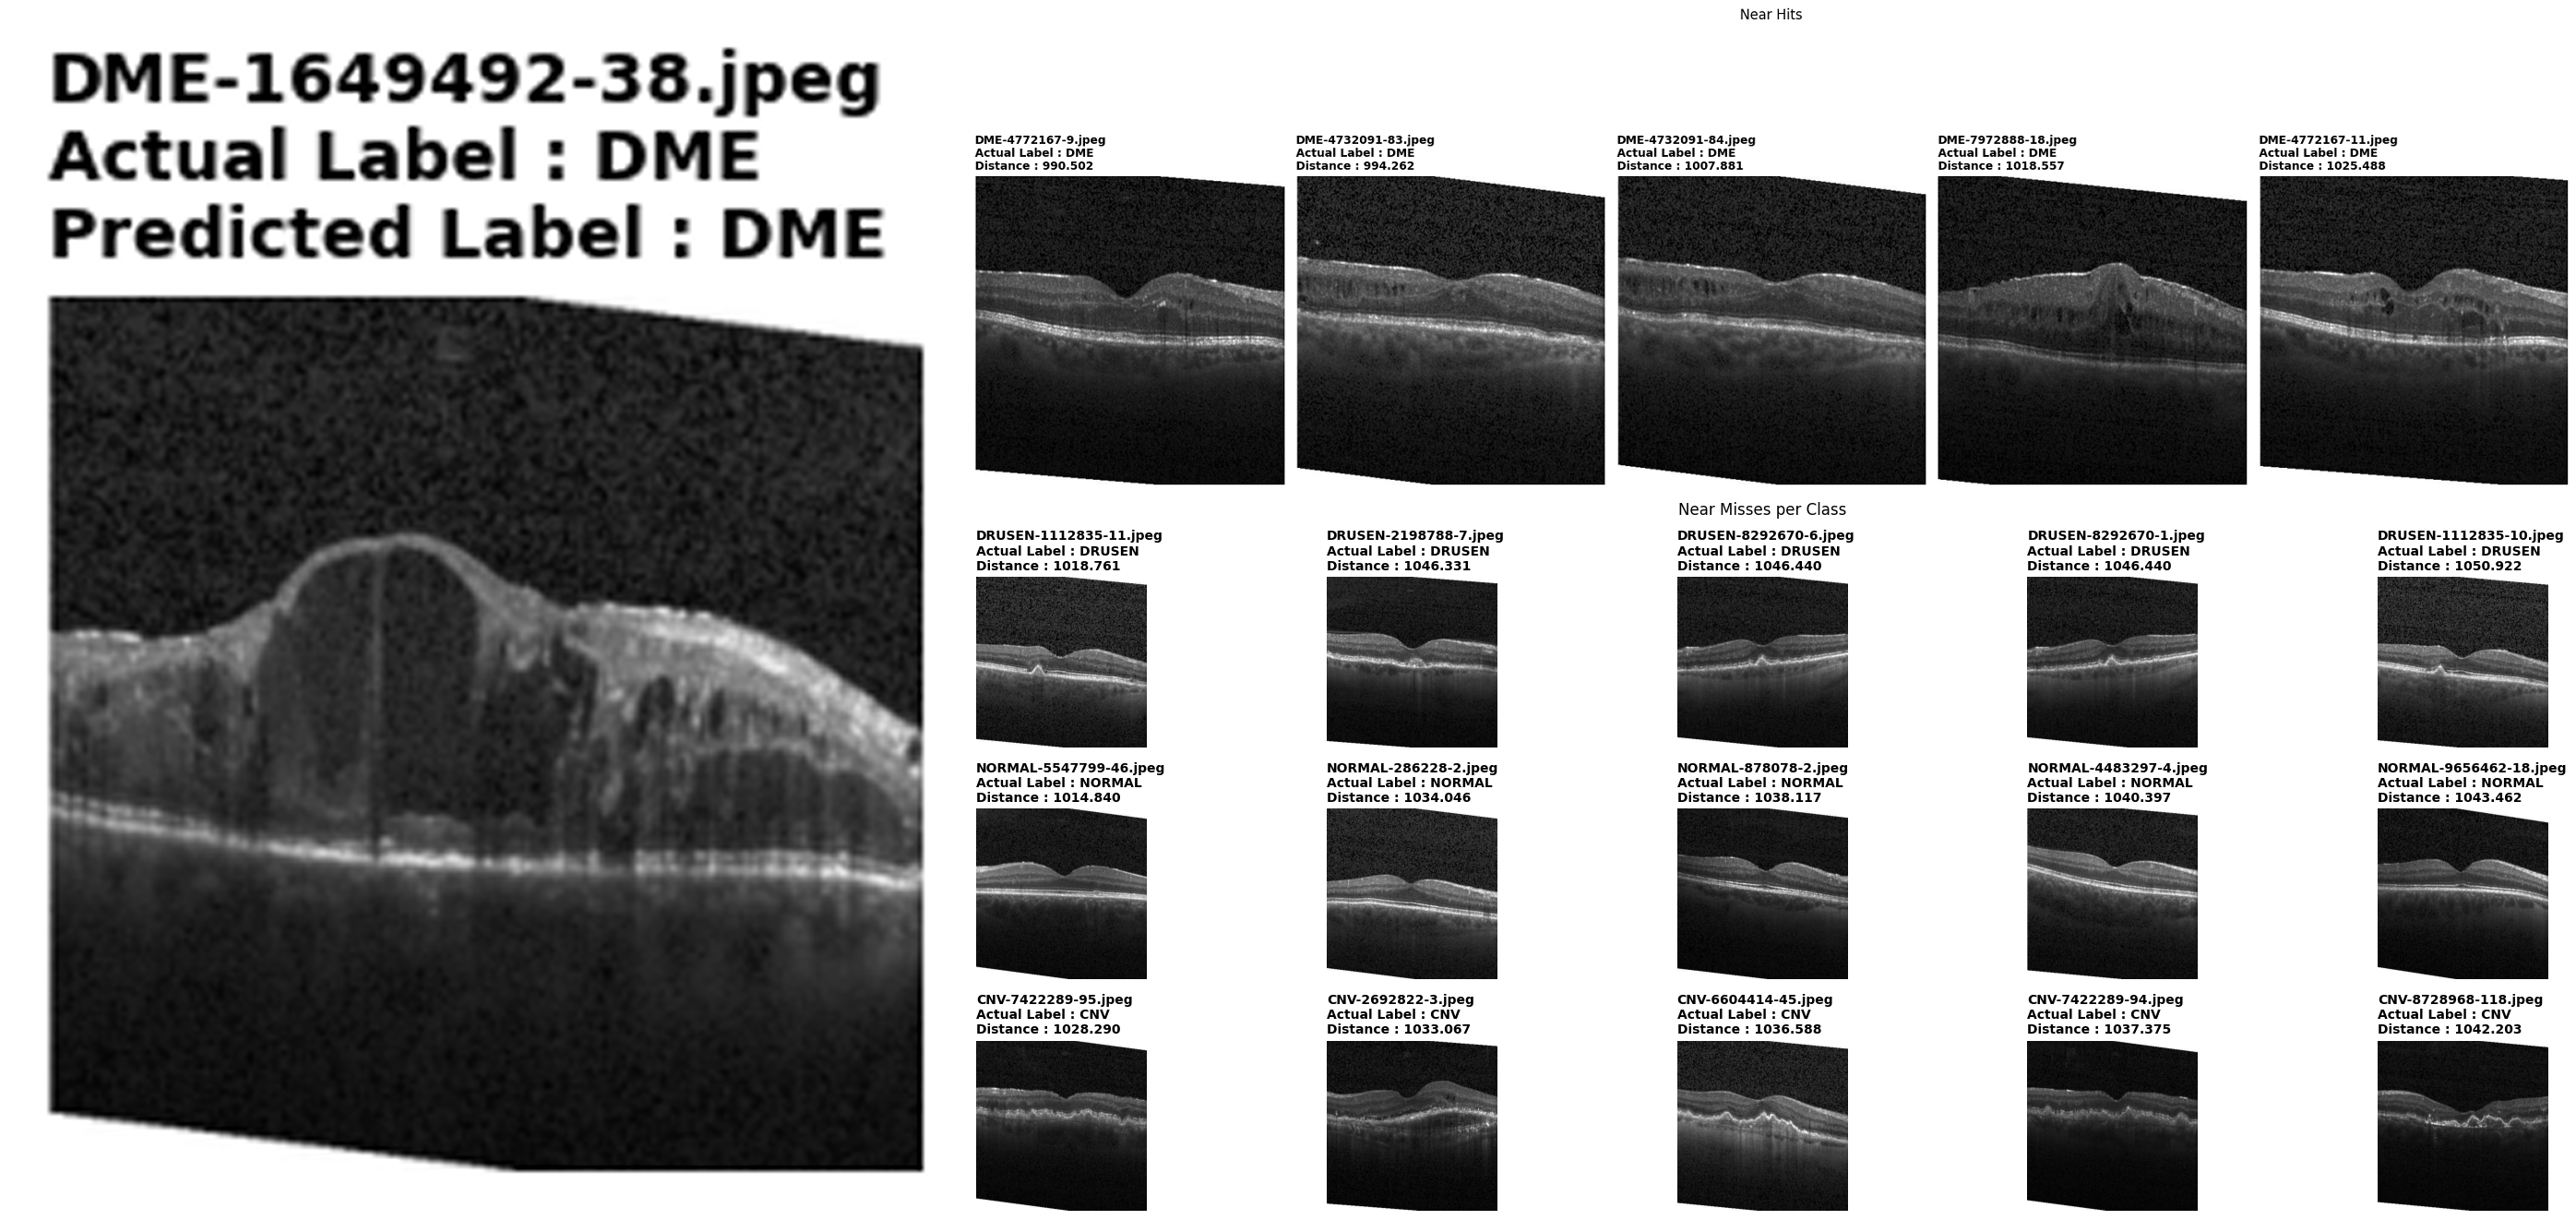 DME-1649492-38.jpeg
Actual Label : DME
Predicted Label : DME
Near Hits
DME-4772167-9.jpeg
Actual Label : DME
Distance : 990.502
DME-4732091-83.jpeg
Actual Label : DME
Distance : 994.262
DME-4732091-84.jpeg
Actual Label : DME
Distance : 1007.881
DME-7972888-18.jpeg
Actual Label : DME
Distance : 1018.557
DME-4772167-11.jpeg
Actual Label : DME
Distance : 1025.488
Near Misses per Class
DRUSEN-1112835-11.jpeg
Actual Label : DRUSEN
Distance : 1018.761
DRUSEN-2198788-7.jpeg
Actual Label : DRUSEN
Distance : 1046.331
DRUSEN-8292670-6.jpeg
Actual Label : DRUSEN
Distance : 1046.440
DRUSEN-8292670-1.jpeg
Actual Label : DRUSEN
Distance : 1046.440
DRUSEN-1112835-10.jpeg
Actual Label : DRUSEN
Distance : 1050.922
NORMAL-5547799-46.jpeg
Actual Label : NORMAL
Distance : 1014.840
NORMAL-286228-2.jpeg
Actual Label : NORMAL
Distance : 1034.046
NORMAL-878078-2.jpeg
Actual Label : NORMAL
Distance : 1038.117
NORMAL-4483297-4.jpeg
Actual Label : NORMAL
Distance : 1040.397
NORMAL-9656462-18.jpeg
Actual Label : NORMAL
Distance : 1043.462
CNV-7422289-95.jpeg
Actual Label : CNV
Distance : 1028.290
CNV-2692822-3.jpeg
Actual Label : CNV
Distance : 1033.067
CNV-6604414-45.jpeg
Actual Label : CNV
Distance : 1036.588
CNV-7422289-94.jpeg
Actual Label : CNV
Distance : 1037.375
CNV-8728968-118.jpeg
Actual Label : CNV
Distance : 1042.203